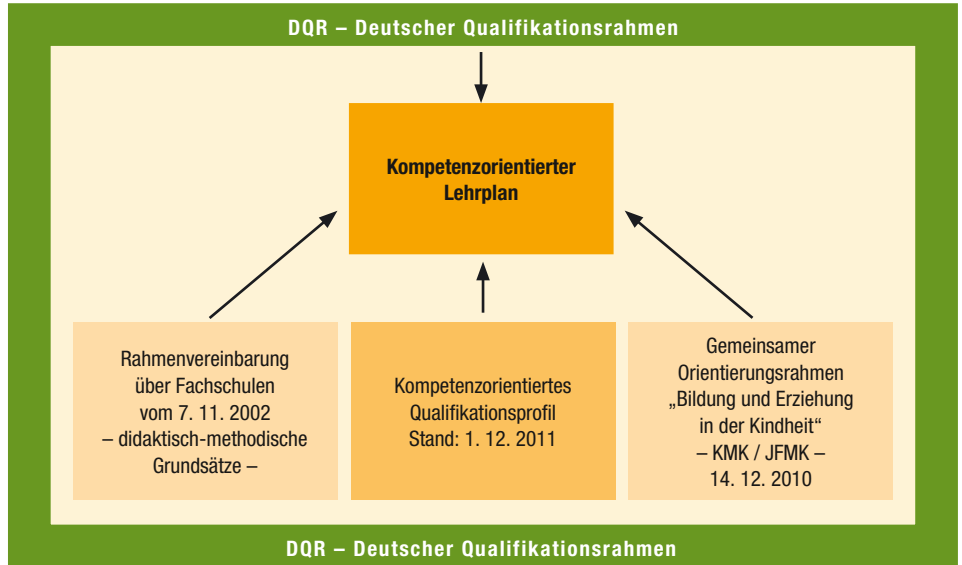 DQR – Deutscher Qualifikationsrahmen
Kompetenzorientierter
Lehrplan
Rahmenvereinbarung
über Fachschulen
vom 7. 11. 2002
– didaktisch-methodische
Grundsätze –
Kompetenzorientiertes
Qualifikationsprofil
Stand: 1. 12. 2011
Gemeinsamer
Orientierungsrahmen
„Bildung und Erziehung
in der Kindheit“
– KMK / JFMK –
14. 12. 2010
DQR – Deutscher Qualifikationsrahmen